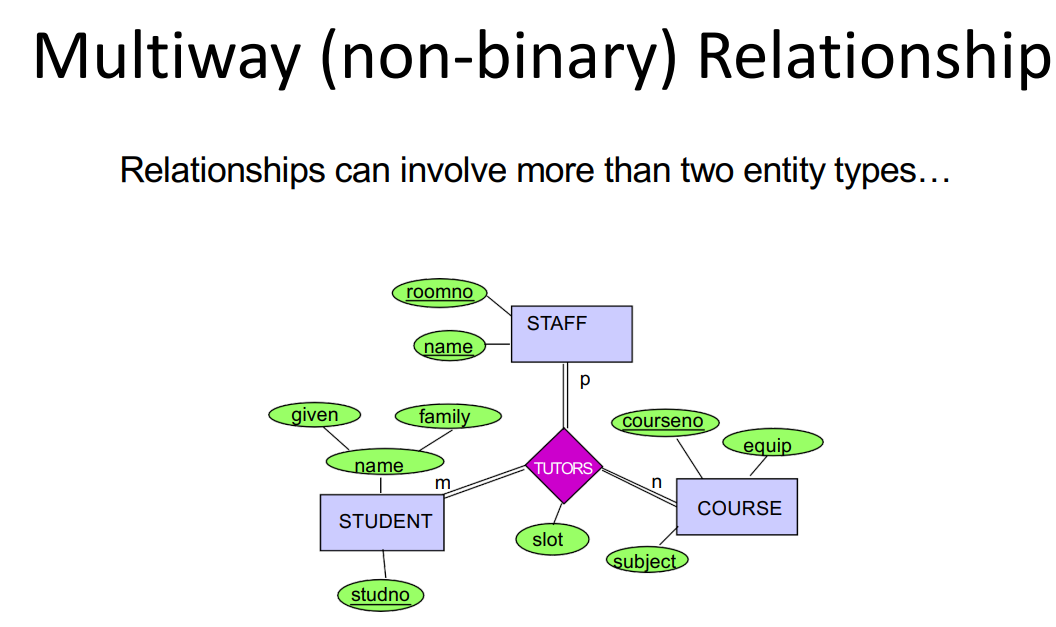 Multiway (non-binary) Relationship
Relationships can involve more than two entity types…
roomno
STAFF
name
p
given
family
courseno
equip
name
TUTORS
m
n
STUDENT
COURSE
slot
subject
studno